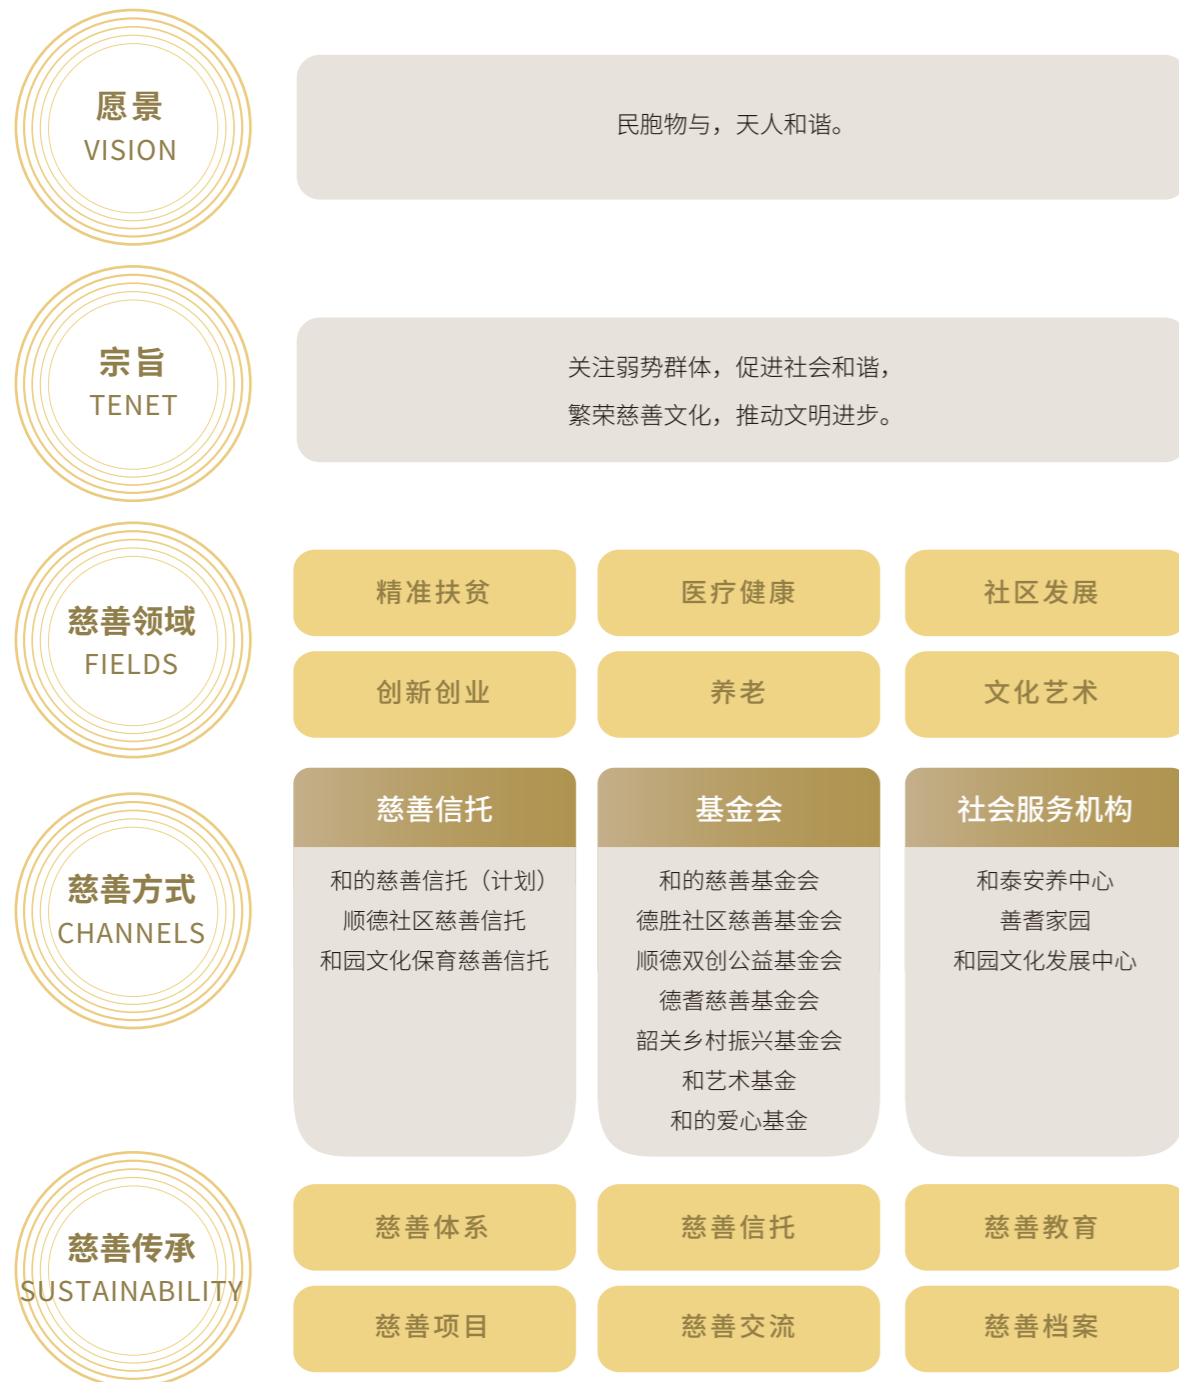 愿景
VISION
民胞物与，天人和谐。
宗旨
TENET
关注弱势群体，促进社会和谐，
繁荣慈善文化，推动文明进步。
慈善领域
FIELDS
精准扶贫
医疗健康
社区发展
创新创业
养老
文化艺术
慈善方式
CHANNELS
慈善信托
和的慈善信托（计划）
顺德社区慈善信托
和园文化保育慈善信托
基金会
和的慈善基金会
德胜社区慈善基金会
顺德双创公益基金会
德耆慈善基金会
韶关乡村振兴基金会
和艺术基金
和的爱心基金
社会服务机构
和泰安养中心
善耆家园
和园文化发展中心
慈善传承
SUSTAINABILITY
慈善体系
慈善信托
慈善教育
慈善项目
慈善交流
慈善档案